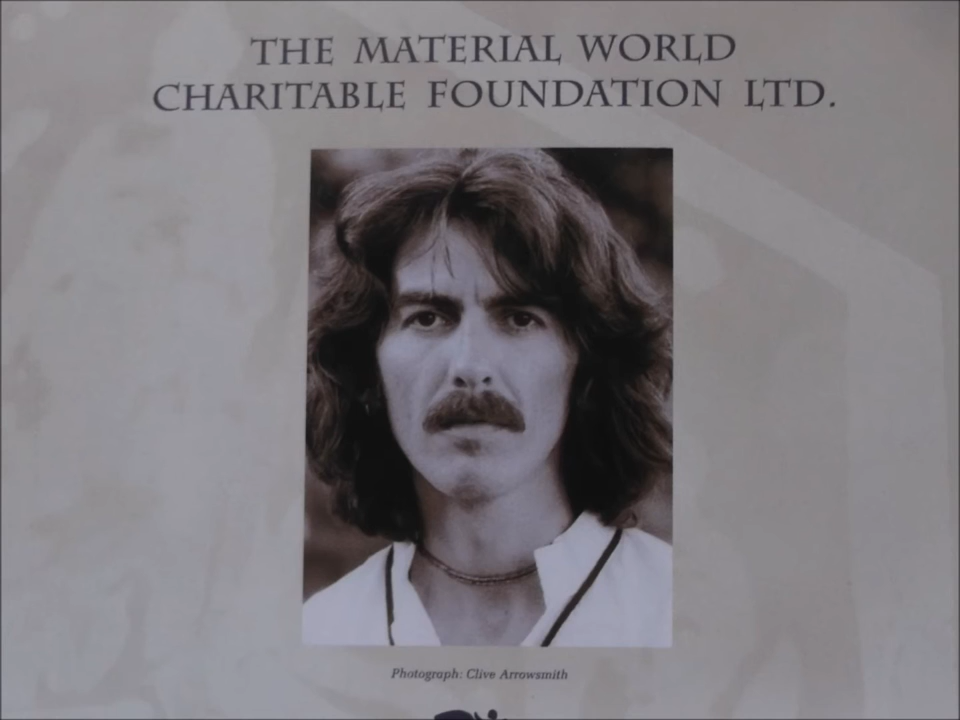 THE MATERIAL WORLD
CHARITABLE FOUNDATION LTD.
Photograph: Clive Arrowsmith